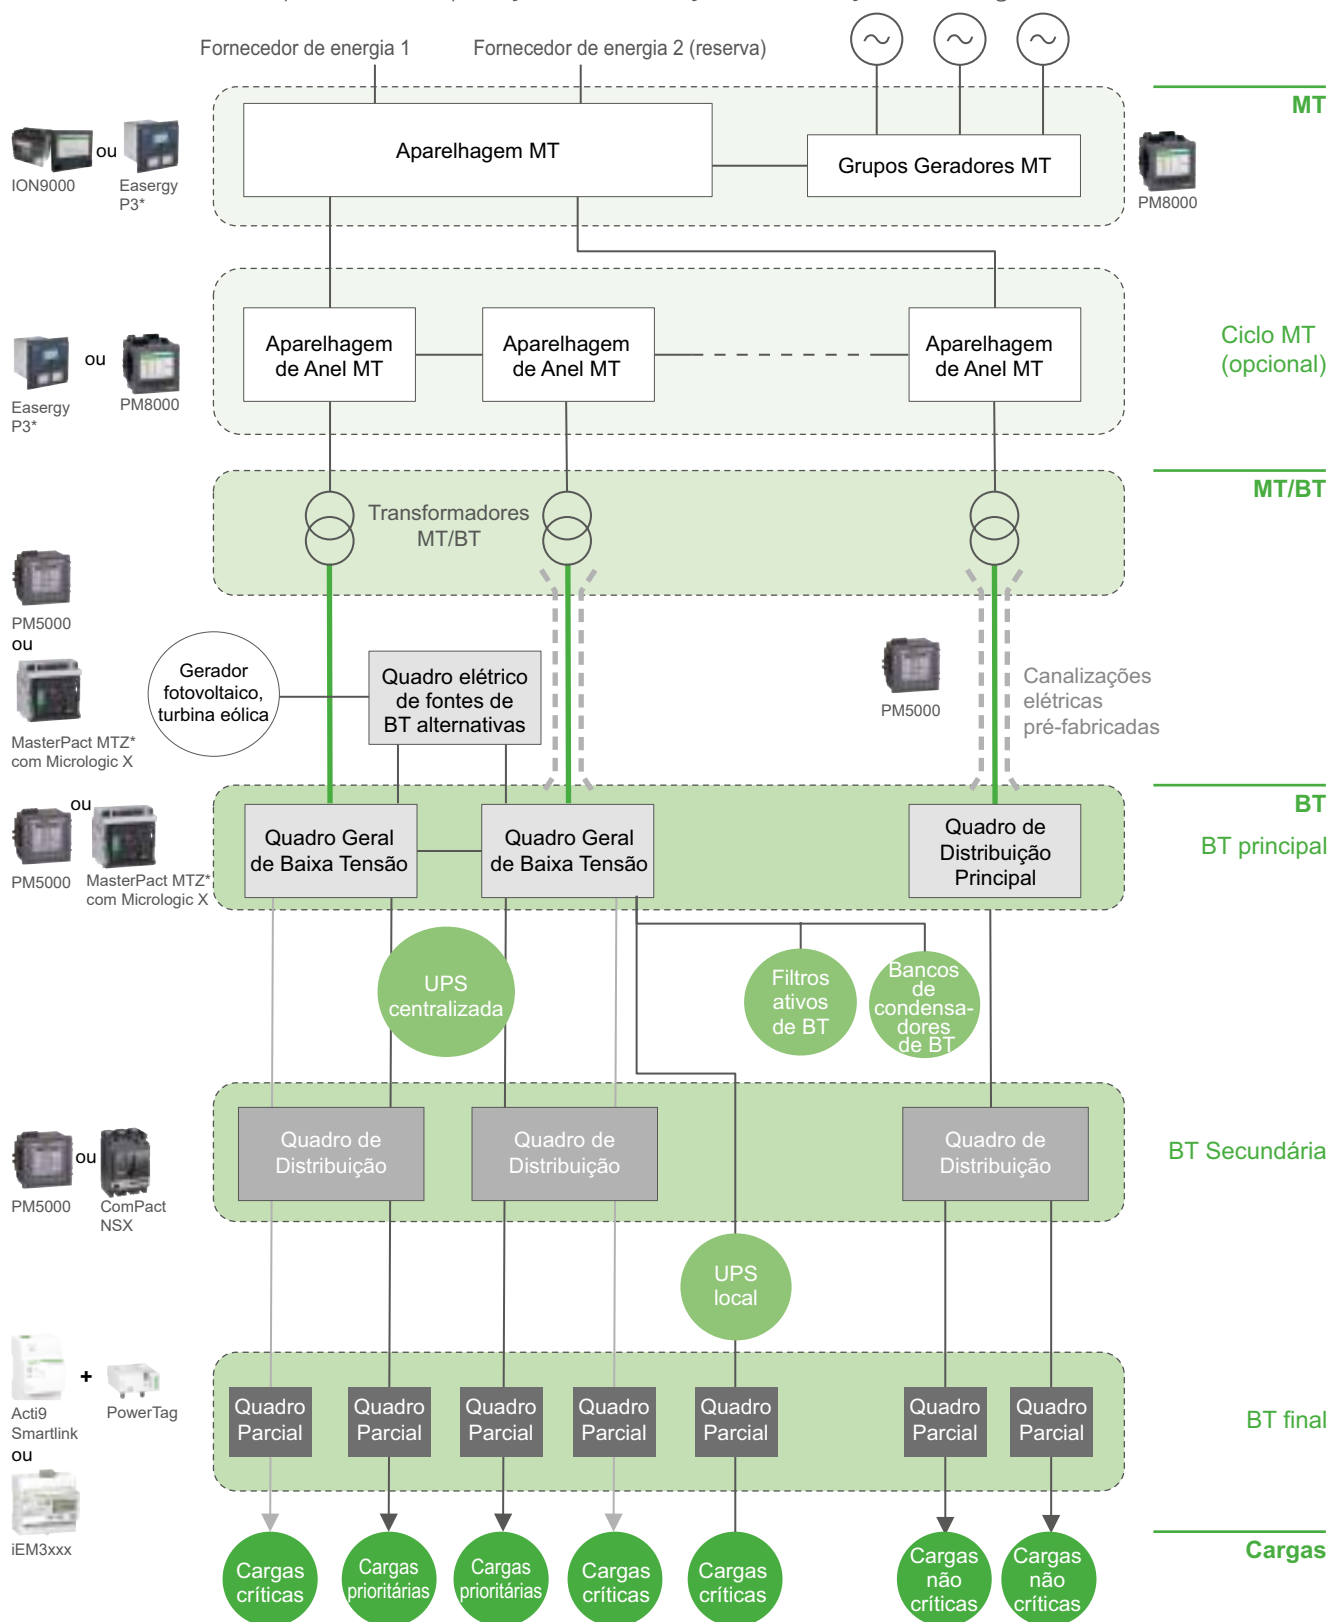 Fornecedor de energia 1
Fornecedor de energia 2 (reserva)
MT
Aparelhagem MT
Grupos Geradores MT
ou
ION9000
Easergy
P3*
PM8000
Ciclo MT
(opcional)
Aparelhagem
de Anel MT
Aparelhagem
de Anel MT
Aparelhagem
de Anel MT
ou
Easergy
P3*
PM8000
MT/BT
Transformadores
MT/BT
PM5000
ou
MasterPact MTZ*
com Micrologic X
Gerador
fotovoltaico,
turbina eólica
Quadro elétrico
de fontes de
BT alternativas
PM5000
Canalizações
elétricas
pré-fabricadas
BT
BT principal
ou
PM5000
MasterPact MTZ*
com Micrologic X
Quadro Geral
de Baixa Tensão
Quadro Geral
de Baixa Tensão
Quadro de
Distribuição
Principal
UPS
centralizada
Filtros
ativos
de BT
Bancos
de
condensa-
dores
de BT
BT Secundária
Quadro de
Distribuição
Quadro de
Distribuição
Quadro de
Distribuição
ou
PM5000
ComPact
NSX
UPS
local
+
Acti9
Smartlink
PowerTag
ou
iEM3xxx
Quadro
Parcial
Quadro
Parcial
Quadro
Parcial
Quadro
Parcial
Quadro
Parcial
Quadro
Parcial
Quadro
Parcial
BT final
Cargas
Cargas
críticas
Cargas
prioritárias
Cargas
prioritárias
Cargas
críticas
Cargas
críticas
Cargas
não
críticas
Cargas
não
críticas